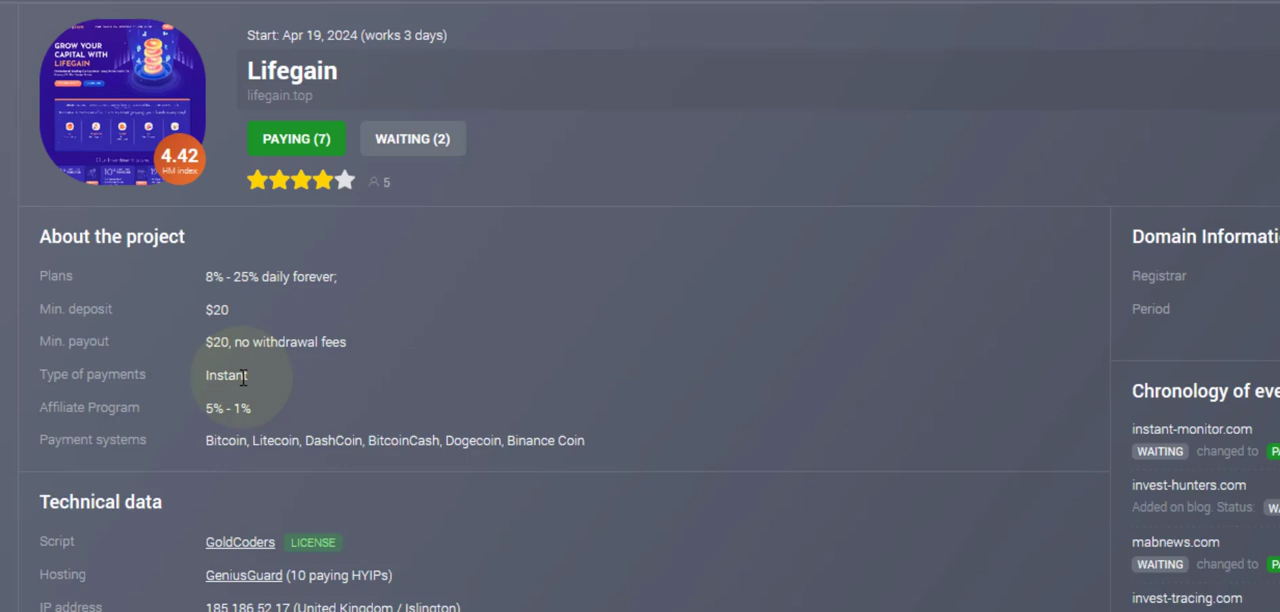 GROW YOUR
CAPITAL WITH
LIFEGAIN
4.42
HM index
Start: Apr 19, 2024 (works 3 days)
Lifegain
lifegain.top
PAYING (7)
WAITING (2)
5
About the project
Plans 8% - 25% daily forever;
Min. deposit $20
Min. payout $20, no withdrawal fees
Type of payments Instant
Affiliate Program 5% - 1%
Payment systems Bitcoin, Litecoin, DashCoin, BitcoinCash, Dogecoin, Binance Coin
Technical data
Script GoldCoders LICENSE
Hosting GeniusGuard (10 paying HYIPs)
IP address 185.186.52.17 (United Kingdom / Islington)
Domain Informati
Registrar
Period
Chronology of eve
instant-monitor.com
WAITING changed to PA
invest-hunters.com
Added on blog. Status: WA
mabnews.com
WAITING changed to PA
invest-tracing.com